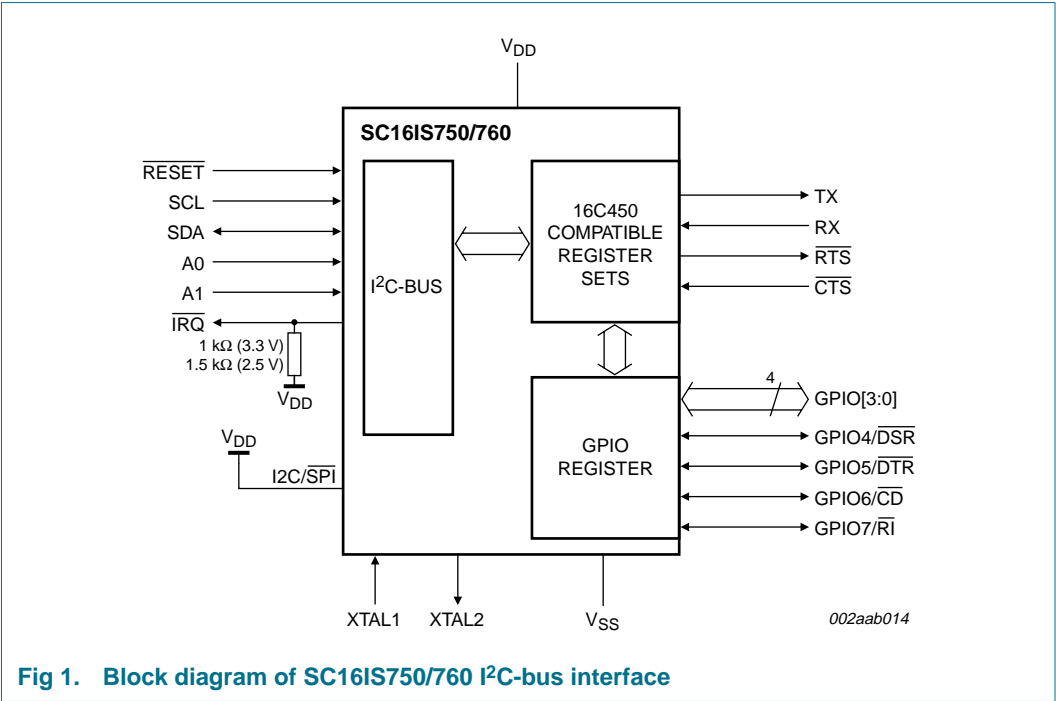 VDD
SC16IS750/760
RESET
SCL
SDA
A0
A1
IRQ
1 kΩ (3.3 V)
1.5 kΩ (2.5 V)
VDD
VDD
I2C/SPI
I2C-BUS
16C450
COMPATIBLE
REGISTER
SETS
TX
RX
RTS
CTS
GPIO
REGISTER
4
GPIO[3:0]
GPIO4/DSR
GPIO5/DTR
GPIO6/CD
GPIO7/RI
XTAL1
XTAL2
VSS
002aab014
Fig 1. Block diagram of SC16IS750/760 I2C-bus interface